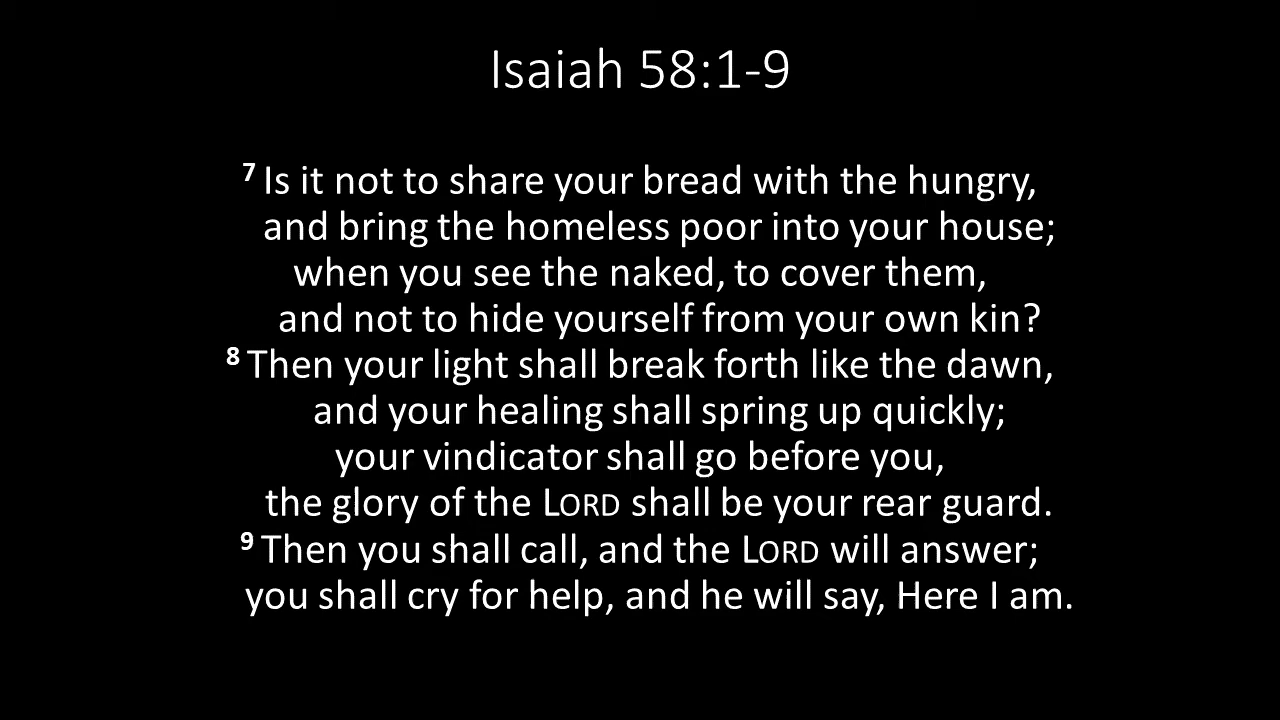 Isaiah 58:1-9
7 Is it not to share your bread with the hungry,
and bring the homeless poor into your house;
when you see the naked, to cover them,
and not to hide yourself from your own kin?
8 Then your light shall break forth like the dawn,
and your healing shall spring up quickly;
your vindicator shall go before you,
the glory of the LORD shall be your rear guard.
9 Then you shall call, and the LORD will answer;
you shall cry for help, and he will say, Here I am.